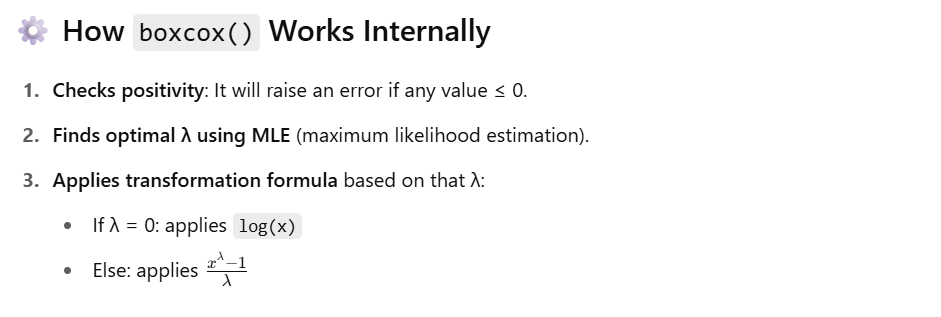 How boxcox() Works Internally
1. Checks positivity: It will raise an error if any value ≤ 0.
2. Finds optimal λ using MLE (maximum likelihood estimation).
3. Applies transformation formula based on that λ:
• If λ = 0: applies log(x)
• Else: applies \frac{x^λ−1}{λ}